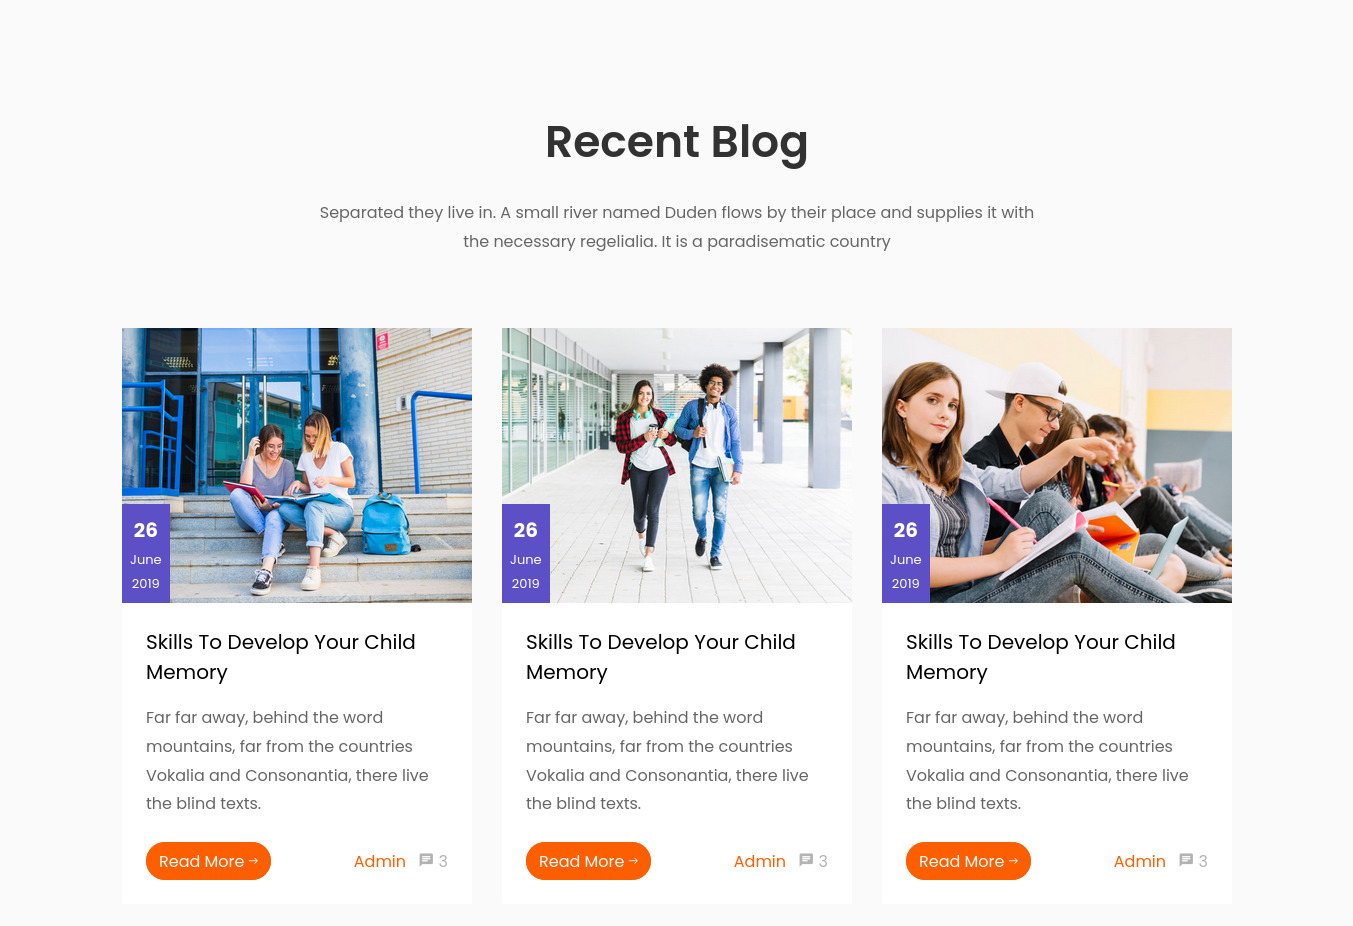 Recent Blog
Separated they live in. A small river named Duden flows by their place and supplies it with
the necessary regelialia. It is a paradisematic country
26
June
2019
Skills To Develop Your Child
Memory
Far far away, behind the word
mountains, far from the countries
Vokalia and Consonantia, there live
the blind texts.
Read More →
Admin 3
26
June
2019
Skills To Develop Your Child
Memory
Far far away, behind the word
mountains, far from the countries
Vokalia and Consonantia, there live
the blind texts.
Read More →
Admin 3
26
June
2019
Skills To Develop Your Child
Memory
Far far away, behind the word
mountains, far from the countries
Vokalia and Consonantia, there live
the blind texts.
Read More →
Admin 3